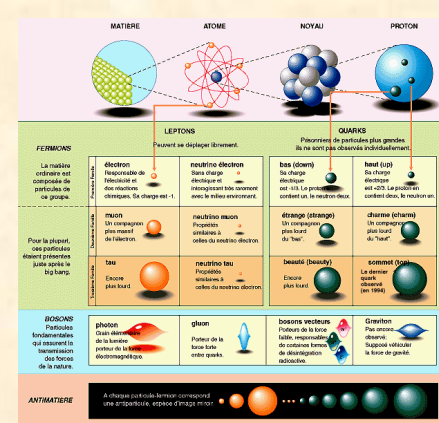 MATIÈRE ATOME NOYAU PROTON
LEPTONS
Peuvent se déplacer librement.
QUARKS
Prisonniers de particules plus grandes
ils ne sont pas observés individuellement.
FERMIONS
La matière
ordinaire est
composée de
particules de
ce groupe.
Première Famille
électron
Responsable de
l'électricité et
des réactions
chimiques. Sa charge est -1.
neutrino électron
Sans charge
électrique et
interagissant très rarement
avec le milieu environnant.
bas (down)
Sa charge
électrique
est -1/3. Le proton
contient un, le neutron deux.
haut (up)
Sa charge
électrique
est +2/3. Le proton en
contient deux, le neutron un.
Pour la plupart,
ces particules
étaient présentes
juste après le
big bang.
Deuxième Famille
muon
Un compagnon
plus massif
de l'électron.
neutrino muon
Propriétés
similaires à
celles du neutrino électron.
étrange (strange)
Un compagnon
plus lourd
du "bas".
charme (charm)
Un compagnon
plus lourd
du "haut".
Troisième Famille
tau
Encore
plus lourd.
neutrino tau
Propriétés
similaires à
celles du neutrino électron.
beauté (beauty)
Encore
plus lourd.
sommet (top)
Le dernier
quark
observé
(en 1994)
BOSONS
Particules
fondamentales
qui assurent la
transmission
des forces
de la nature.
photon
Grain élémentaire
de la lumière
porteur de la force
électromagnétique.
gluon
Porteur de la
force forte
entre quarks.
bosons vecteurs
Porteurs de la force
faible, responsables
de certaines formes
de désintégration
radioactive.
Graviton
Pas encore
observé:
Supposé véhiculer
la force de gravité.
ANTIMATIERE
A chaque particule-fermion correspond
une antiparticule, espèce d'image miroir.